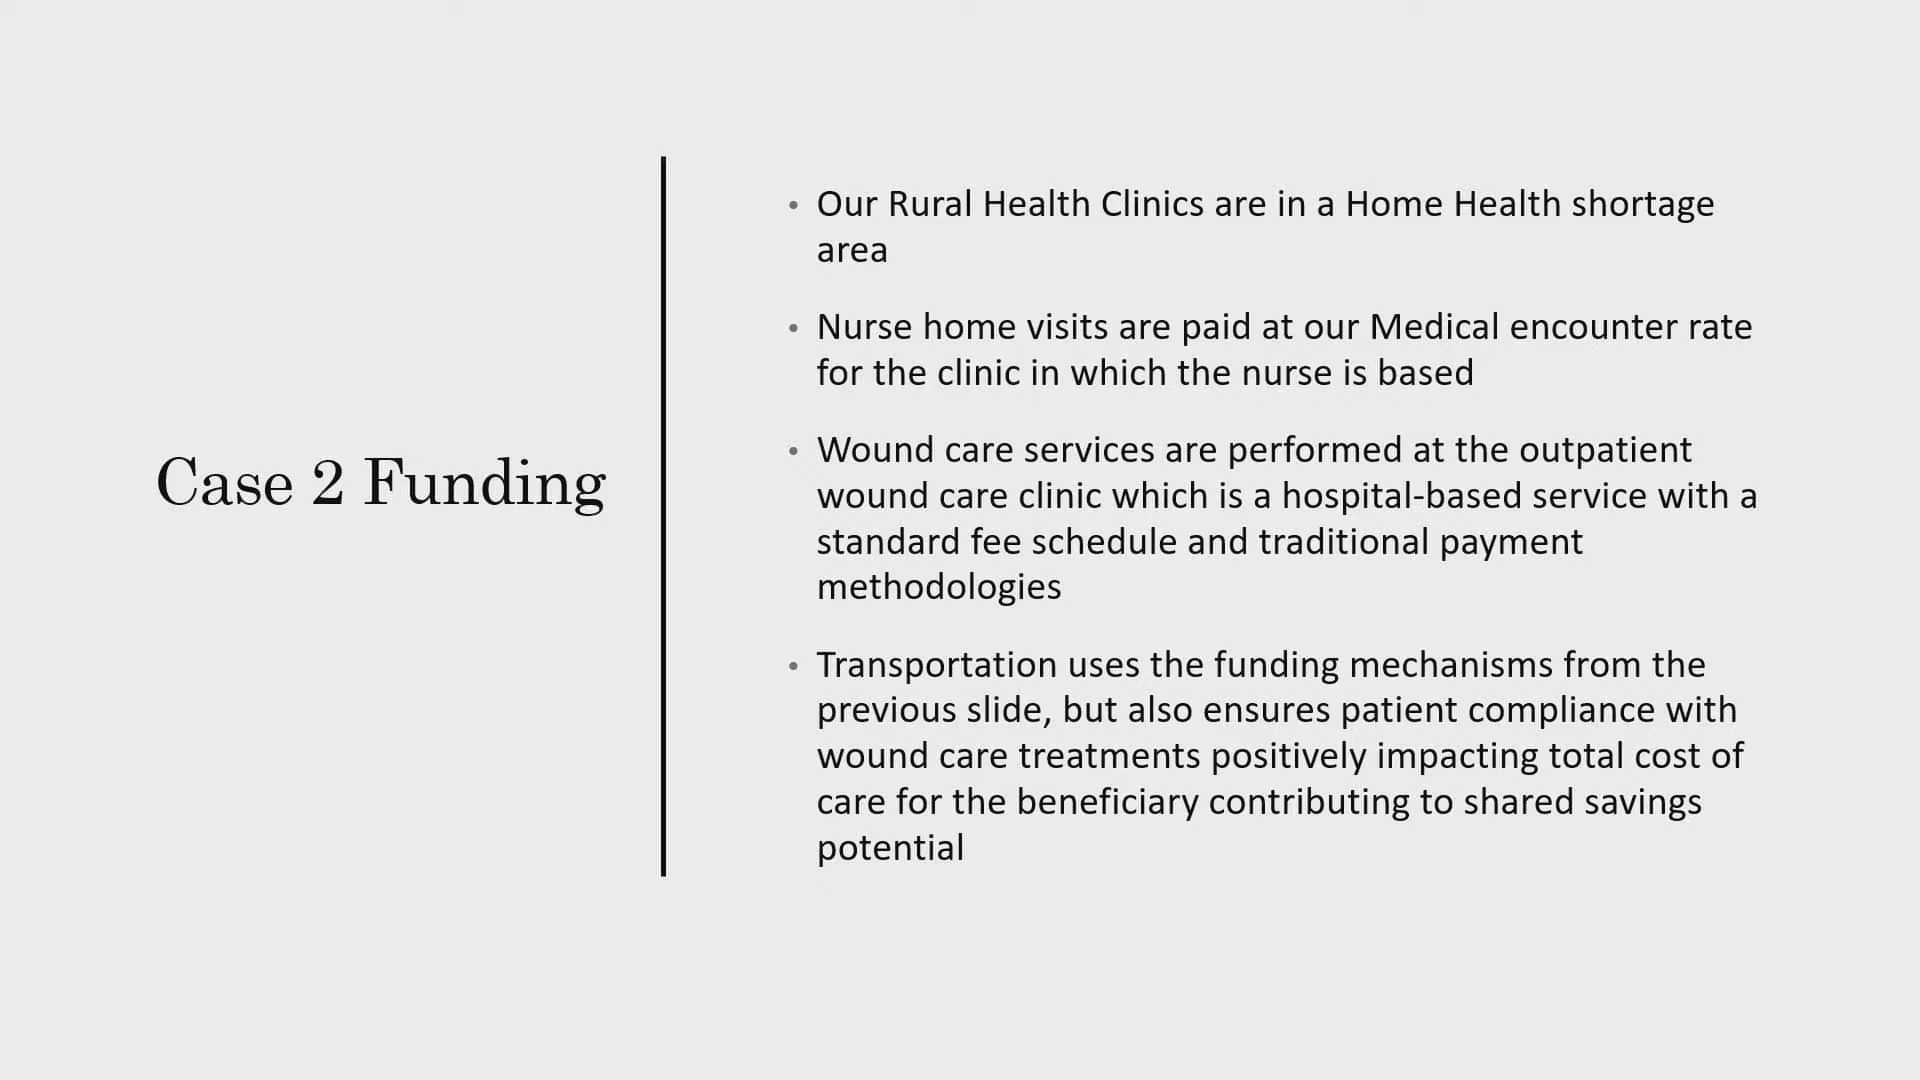 Case 2 Funding
• Our Rural Health Clinics are in a Home Health shortage
area
• Nurse home visits are paid at our Medical encounter rate
for the clinic in which the nurse is based
• Wound care services are performed at the outpatient
wound care clinic which is a hospital-based service with a
standard fee schedule and traditional payment
methodologies
• Transportation uses the funding mechanisms from the
previous slide, but also ensures patient compliance with
wound care treatments positively impacting total cost of
care for the beneficiary contributing to shared savings
potential